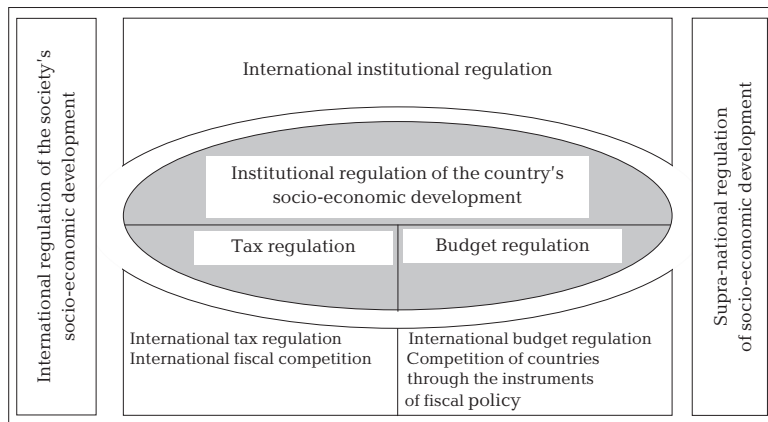 International regulation of the society's
socio-economic development
International institutional regulation
Institutional regulation of the country's
socio-economic development
Tax regulation
Budget regulation
International tax regulation
International fiscal competition
International budget regulation
Competition of countries
through the instruments
of fiscal policy
Supra-national regulation
of socio-economic development